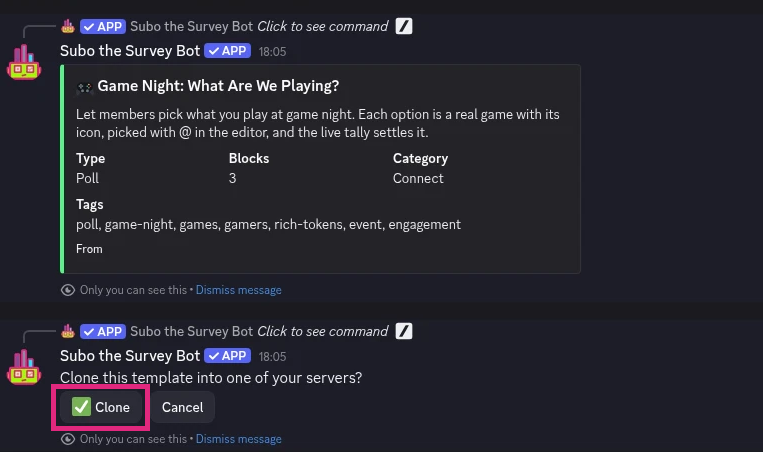 APP Subo the Survey Bot Click to see command
Subo the Survey Bot APP 18:05
Game Night: What Are We Playing?
Let members pick what you play at game night. Each option is a real game with its
icon, picked with @ in the editor, and the live tally settles it.
Type Blocks Category
Poll 3 Connect
Tags
poll, game-night, games, gamers, rich-tokens, event, engagement
From
Only you can see this • Dismiss message
APP Subo the Survey Bot Click to see command
Subo the Survey Bot APP 18:05
Clone this template into one of your servers?
Clone Cancel
Only you can see this • Dismiss message